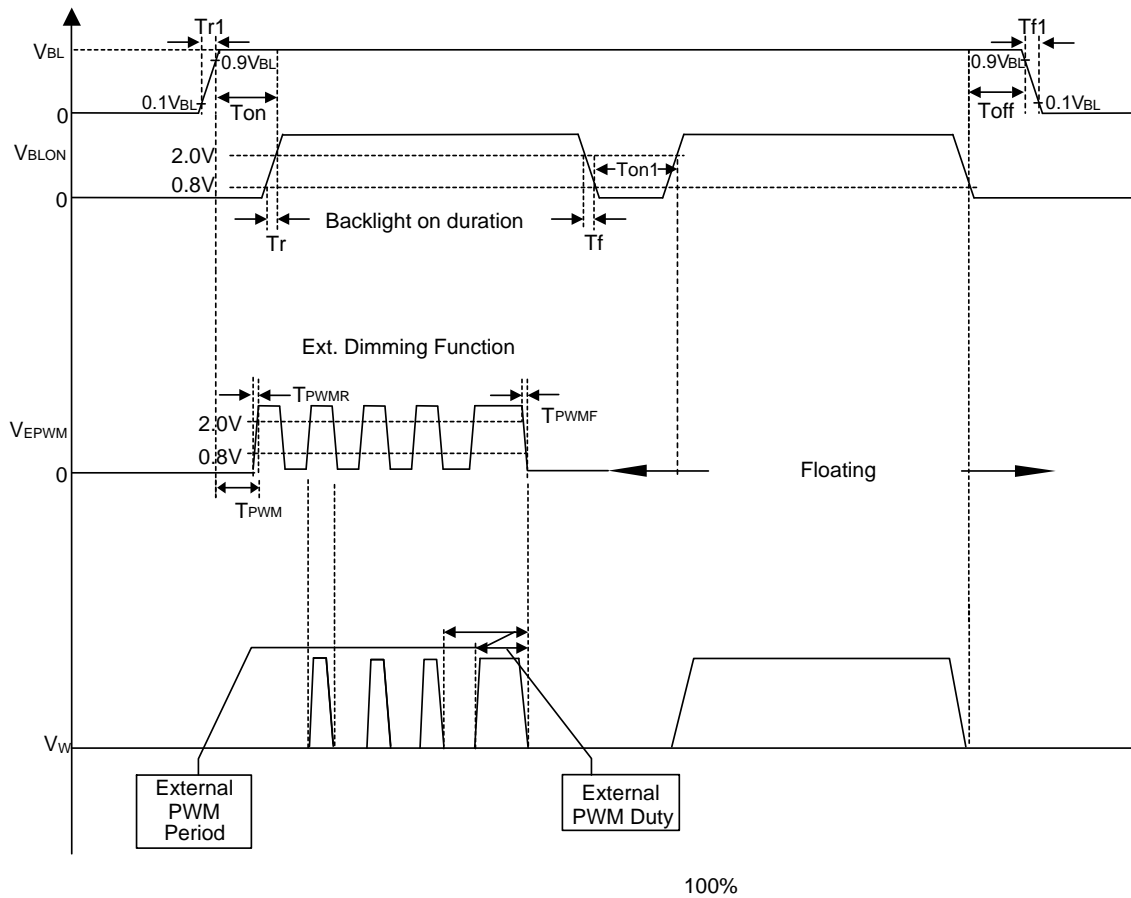 Tr1
Tf1
VBL
0.9VBL
0.9VBL
0.1VBL
Ton
Toff
0.1VBL
0
VBLON
2.0V
Ton1
0.8V
0
Tr
Backlight on duration
Tf
Ext. Dimming Function
TPWMR
TPWMF
2.0V
VEPWM
0.8V
0
Floating
TPWM
VW
External
PWM
Period
External
PWM Duty
100%